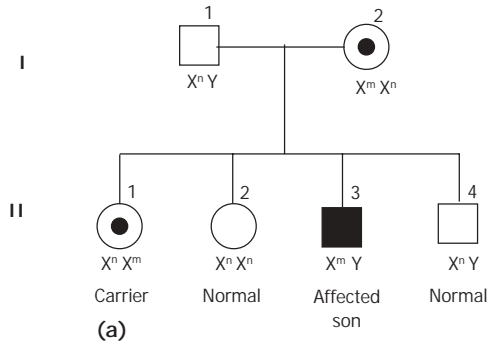 1 2
I
Xⁿ Y Xᵐ Xⁿ
1 2 3 4
II
Xⁿ Xᵐ Xⁿ Xⁿ Xᵐ Y Xⁿ Y
Carrier Normal Affected Normal
son
(a)